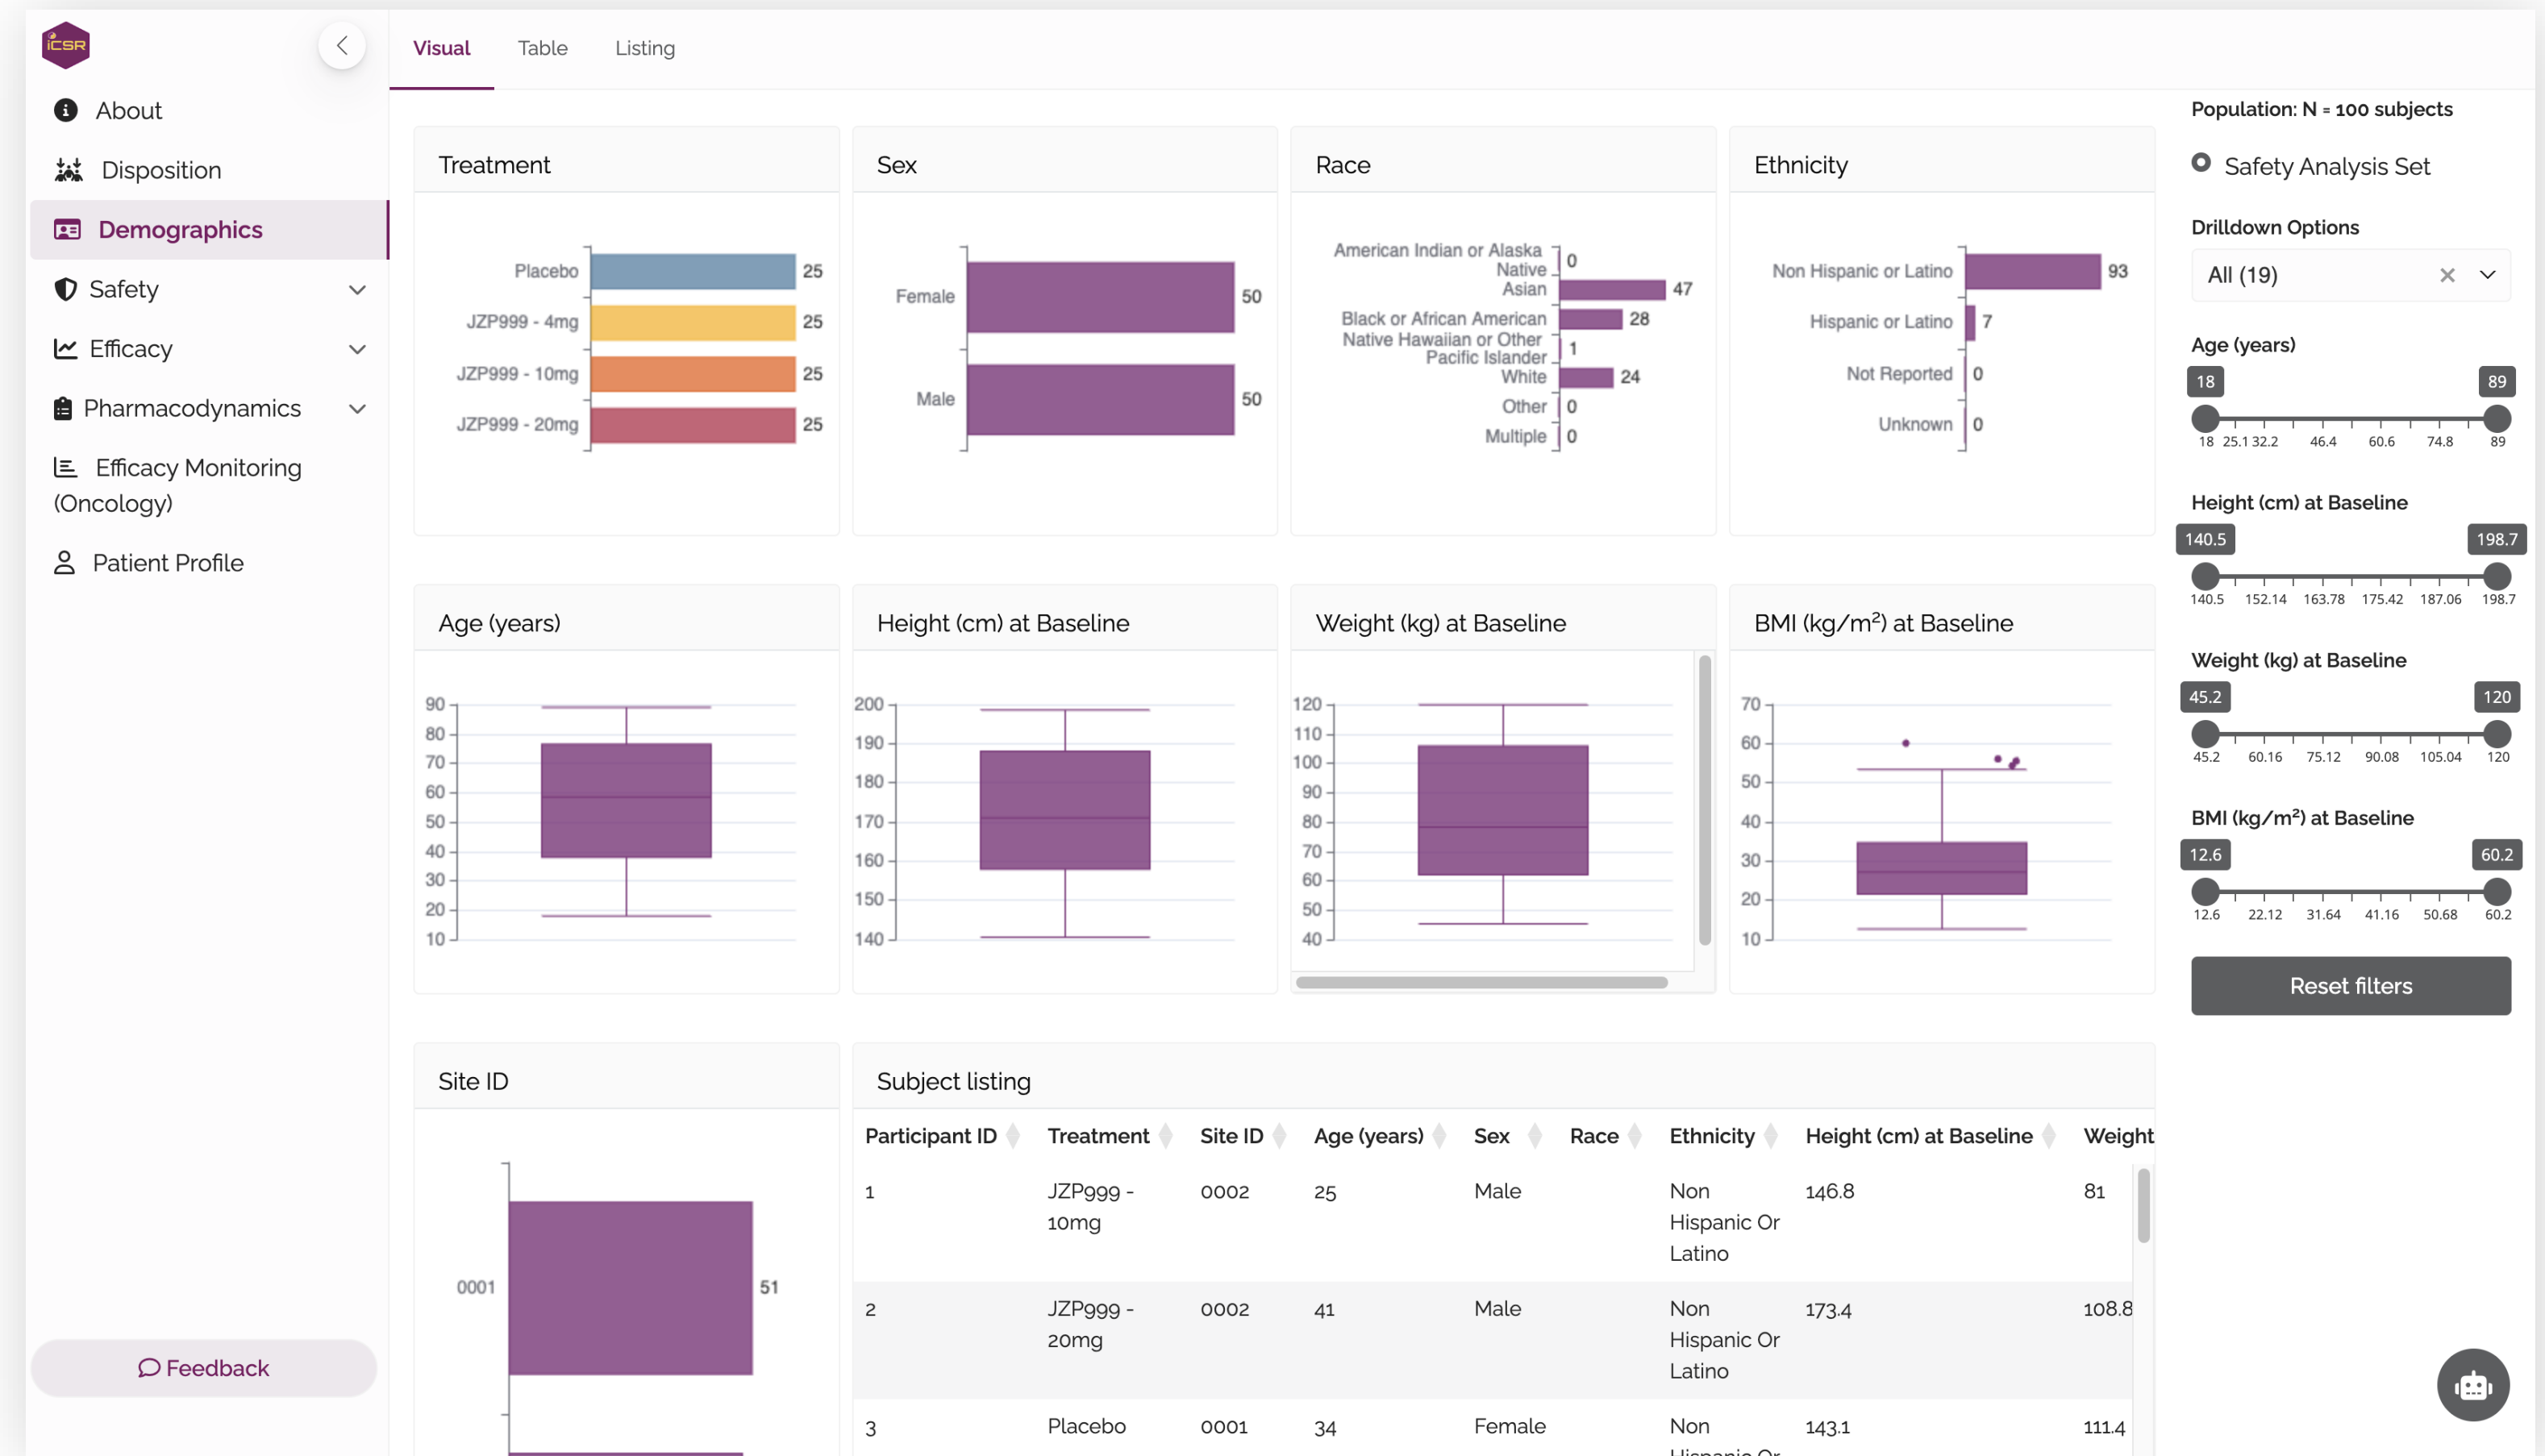 iCSR
About
Disposition
Demographics
Safety
Efficacy
Pharmacodynamics
Efficacy Monitoring
(Oncology)
Patient Profile
Feedback
Visual Table Listing
Treatment
Placebo 25
JZP999 - 4mg 25
JZP999 - 10mg 25
JZP999 - 20mg 25
Sex
Female 50
Male 50
Race
American Indian or Alaska
Native 0
Asian 47
Black or African American 28
Native Hawaiian or Other
Pacific Islander 1
White 24
Other 0
Multiple 0
Ethnicity
Non Hispanic or Latino 93
Hispanic or Latino 7
Not Reported 0
Unknown 0
Age (years)
90
80
70
60
50
40
30
20
10
Height (cm) at Baseline
200
190
180
170
160
150
140
Weight (kg) at Baseline
120
110
100
90
80
70
60
50
40
BMI (kg/m²) at Baseline
70
60
50
40
30
20
10
Site ID
0001 51
Subject listing
Participant ID Treatment Site ID Age (years) Sex Race Ethnicity Height (cm) at Baseline Weight
1 JZP999 - 0002 25 Male Non 146.8 81
10mg Hispanic Or
Latino
2 JZP999 - 0002 41 Male Non 173.4 108.8
20mg Hispanic Or
Latino
3 Placebo 0001 34 Female Non 143.1 111.4
Hispanic Or
Population: N = 100 subjects
Safety Analysis Set
Drilldown Options
All (19)
Age (years)
18 89
18 25.1 32.2 46.4 60.6 74.8 89
Height (cm) at Baseline
140.5 198.7
140.5 152.14 163.78 175.42 187.06 198.7
Weight (kg) at Baseline
45.2 120
45.2 60.16 75.12 90.08 105.04 120
BMI (kg/m²) at Baseline
12.6 60.2
12.6 22.12 31.64 41.16 50.68 60.2
Reset filters